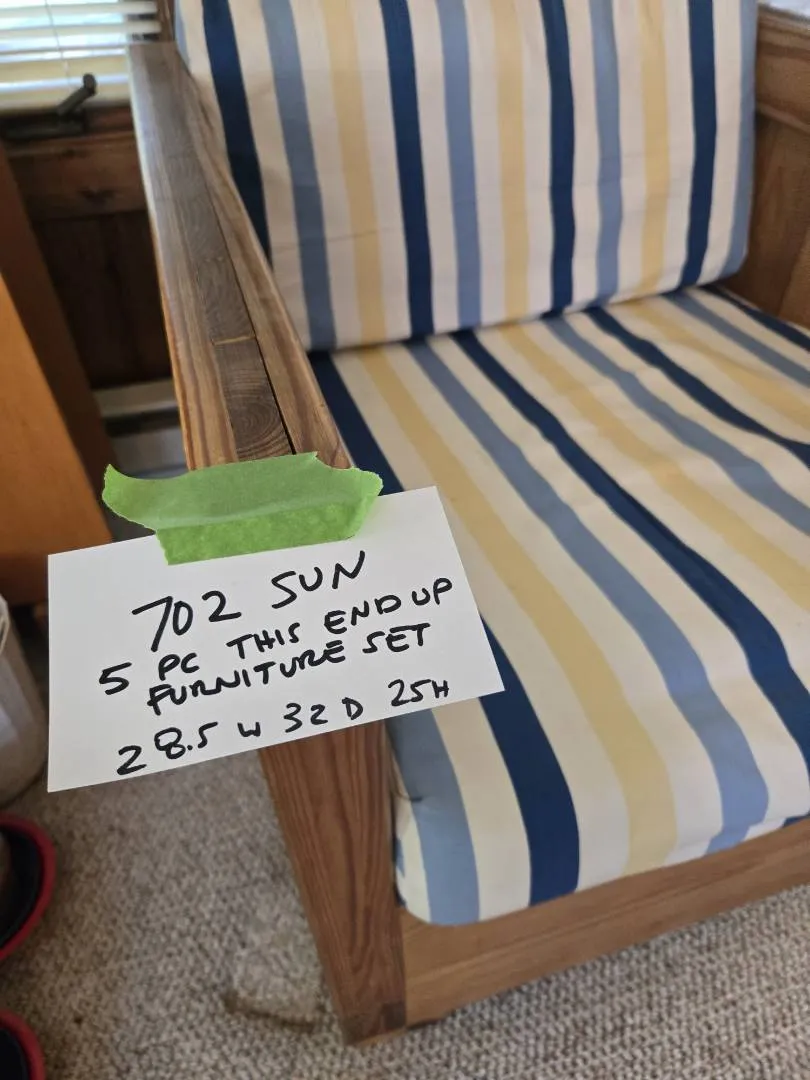 702 SUN
5 PC THIS END UP
FURNITURE SET
28.5 W 32 D 25H